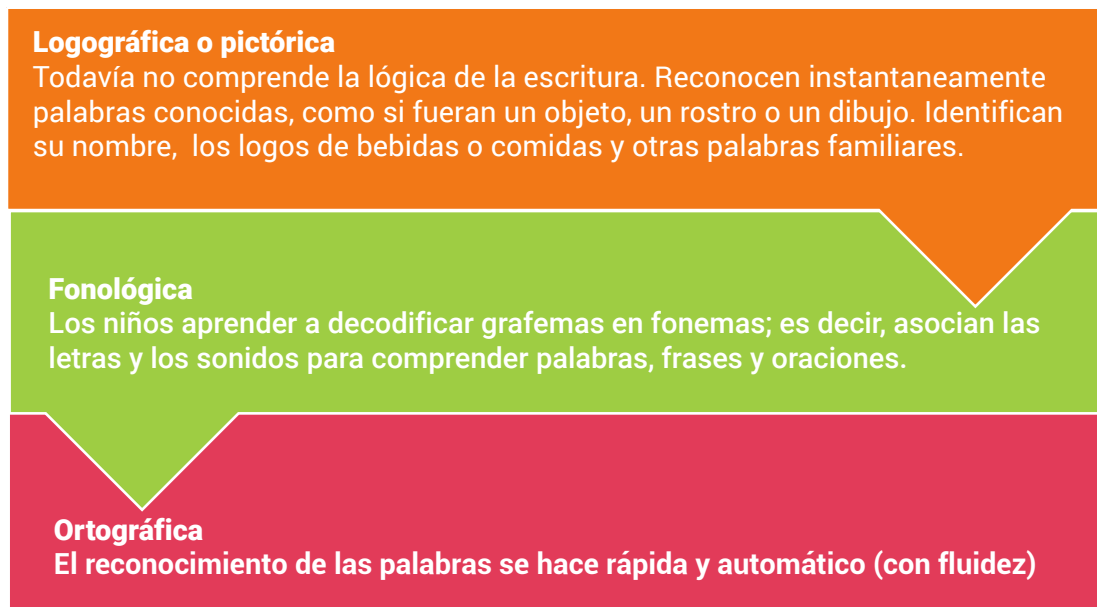 Logográfica o pictórica
Todavía no comprende la lógica de la escritura. Reconocen instantaneamente
palabras conocidas, como si fueran un objeto, un rostro o un dibujo. Identifican
su nombre,  los logos de bebidas o comidas y otras palabras familiares.
Fonológica
Los niños aprender a decodificar grafemas en fonemas; es decir, asocian las
letras y los sonidos para comprender palabras, frases y oraciones.
Ortográfica
El reconocimiento de las palabras se hace rápida y automático (con fluidez)